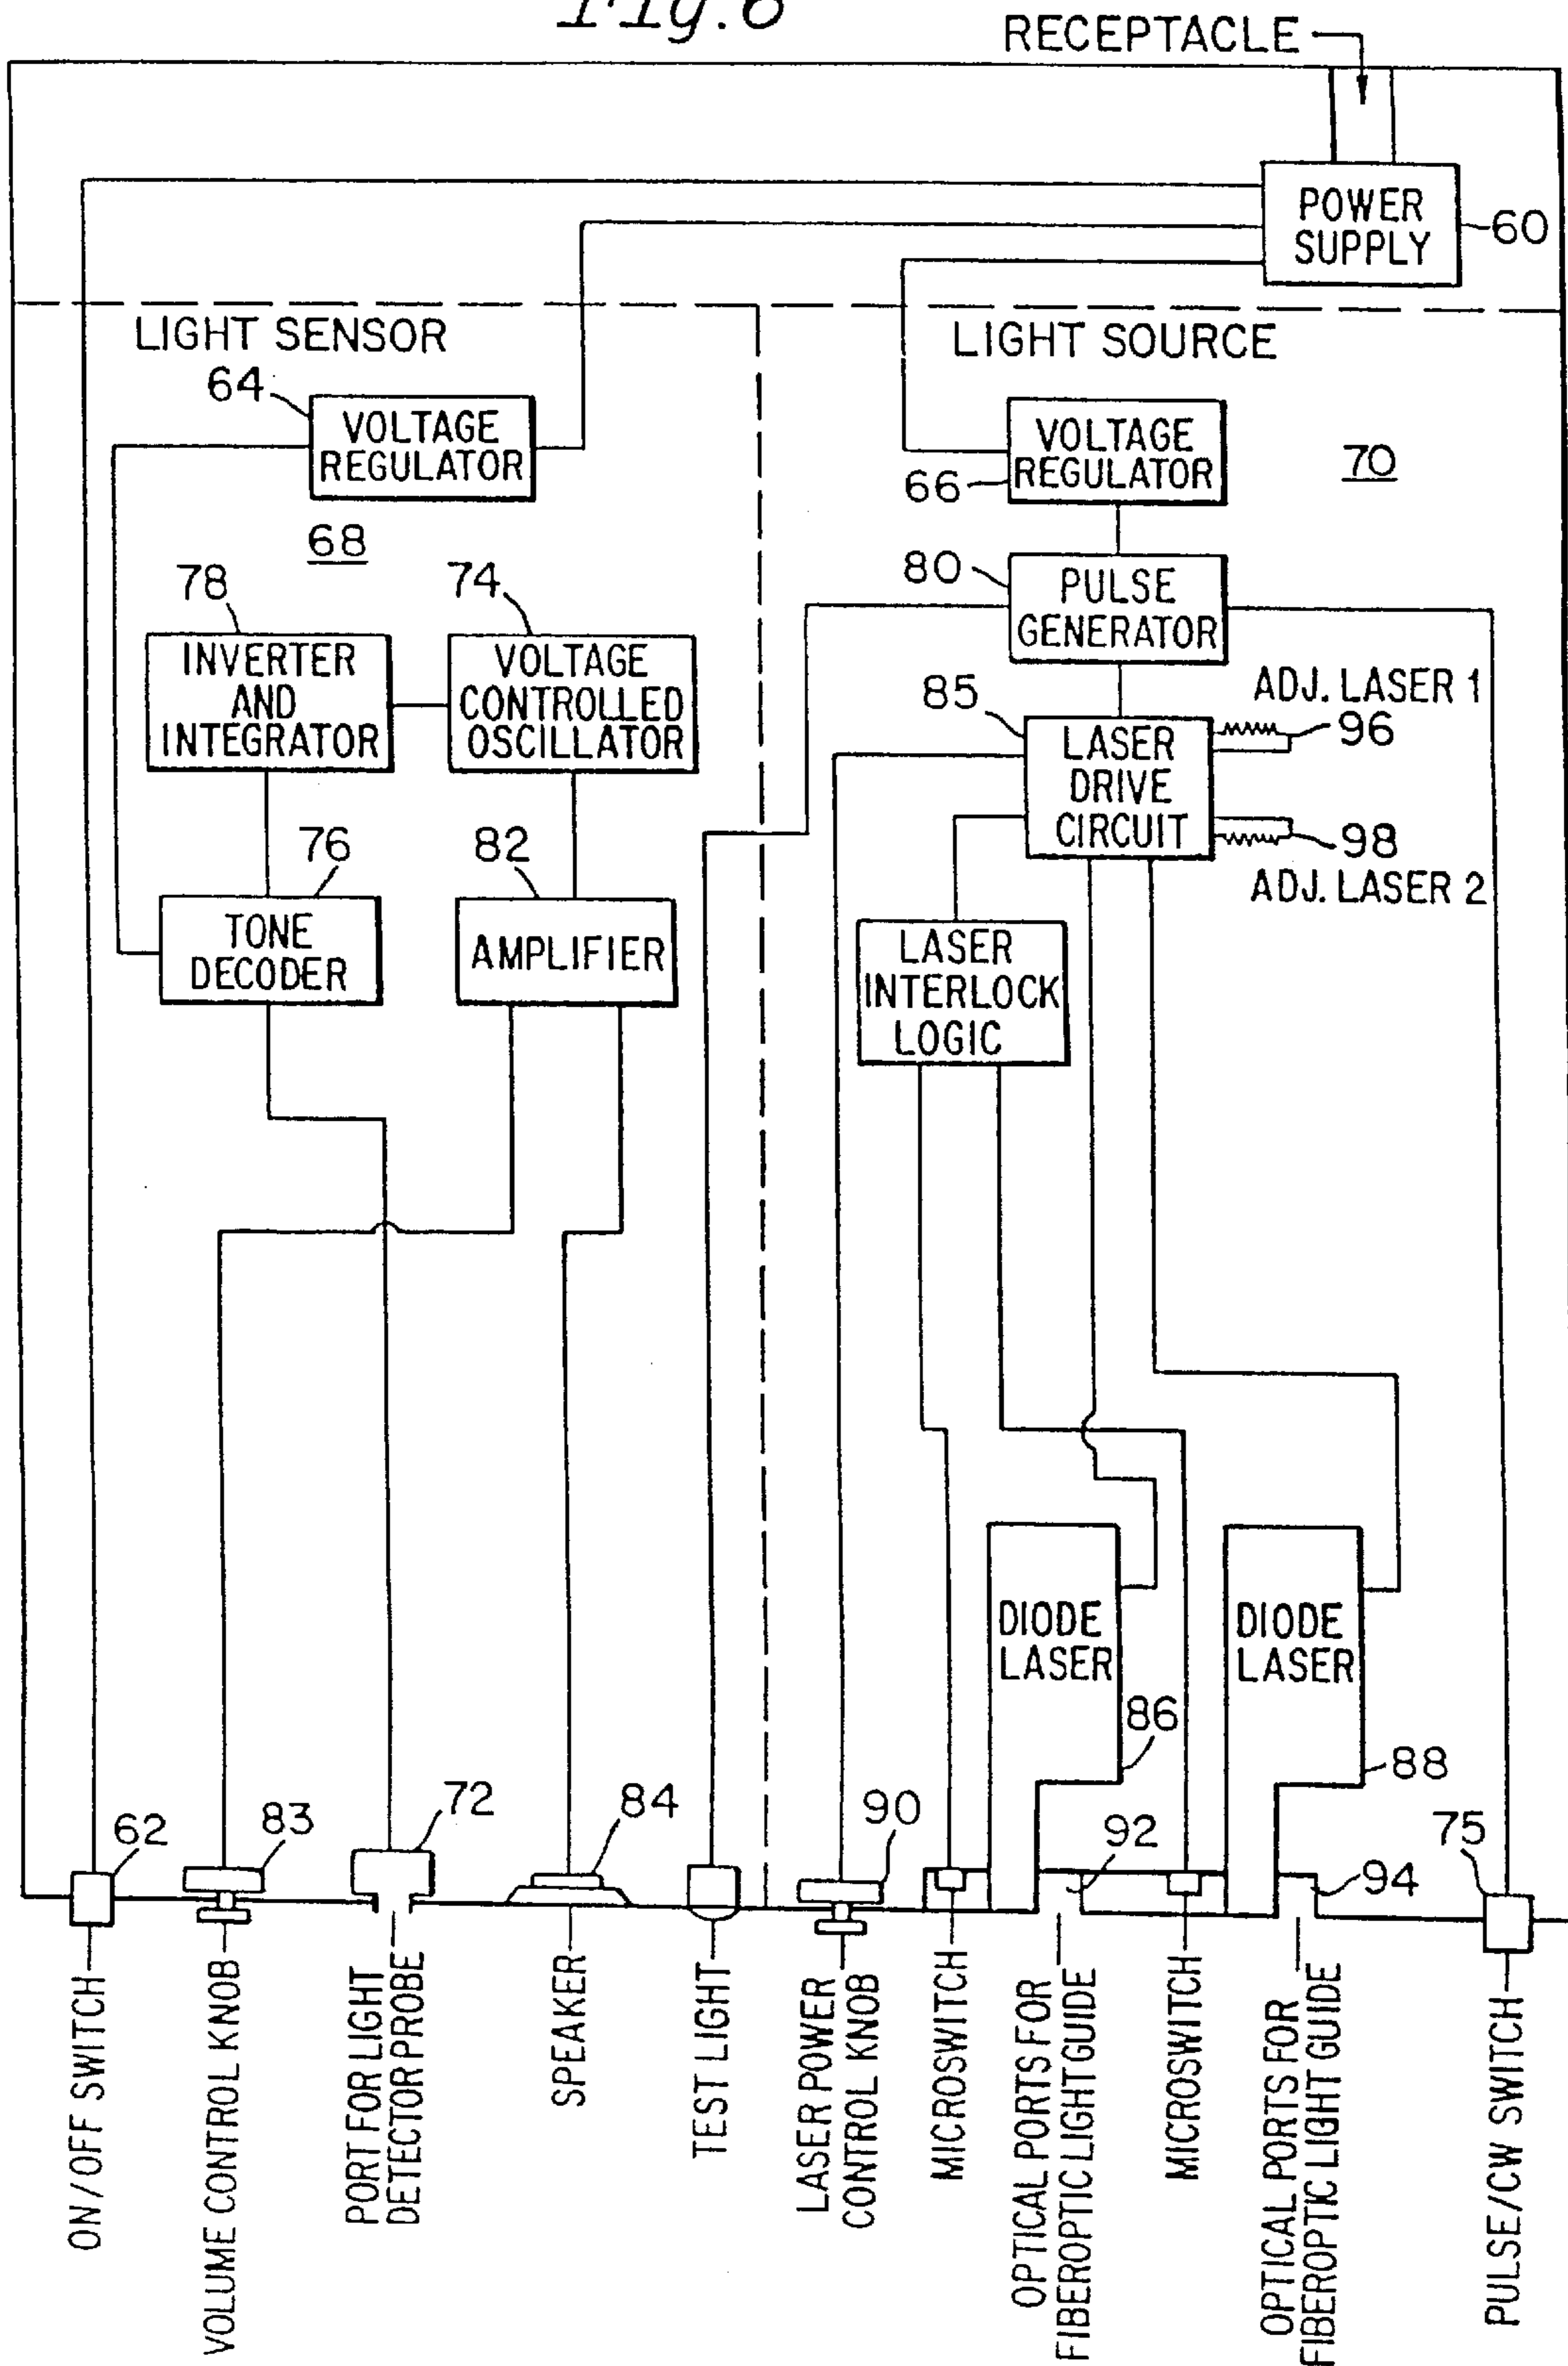 Fig. 6
RECEPTACLE
POWER
SUPPLY
60
LIGHT SENSOR
LIGHT SOURCE
64
VOLTAGE
REGULATOR
VOLTAGE
REGULATOR
66
70
68
78
74
80
PULSE
GENERATOR
INVERTER
AND
INTEGRATOR
VOLTAGE
CONTROLLED
OSCILLATOR
85
ADJ. LASER 1
96
LASER
DRIVE
CIRCUIT
98
ADJ. LASER 2
76
82
TONE
DECODER
AMPLIFIER
LASER
INTERLOCK
LOGIC
DIODE
LASER
DIODE
LASER
86
88
62
83
72
84
90
92
94
75
ON/OFF SWITCH
VOLUME CONTROL KNOB
PORT FOR LIGHT
DETECTOR PROBE
SPEAKER
TEST LIGHT
LASER POWER
CONTROL KNOB
MICROSWITCH
OPTICAL PORTS FOR
FIBEROPTIC LIGHT GUIDE
MICROSWITCH
OPTICAL PORTS FOR
FIBEROPTIC LIGHT GUIDE
PULSE/CW SWITCH